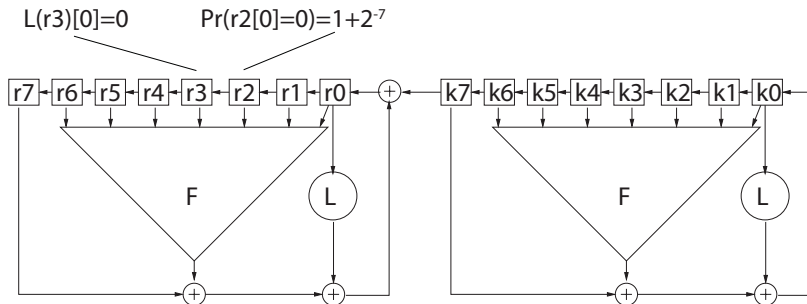 L(r3)[0]=0 Pr(r2[0]=0)=1+2⁻⁷
r7 r6 r5 r4 r3 r2 r1 r0 + k7 k6 k5 k4 k3 k2 k1 k0
F L F L
+ + + +